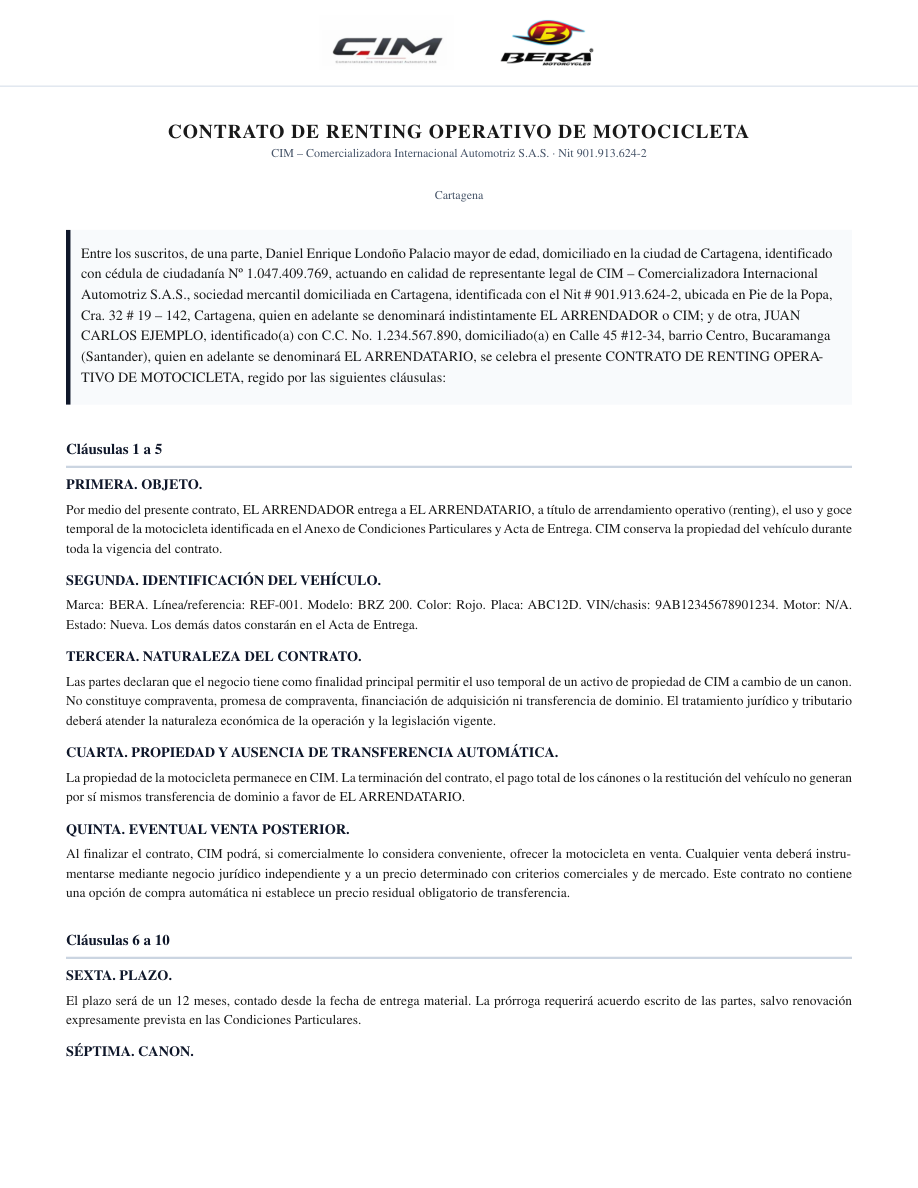 CIM
BERA
MOTORCYCLES
CONTRATO DE RENTING OPERATIVO DE MOTOCICLETA
CIM – Comercializadora Internacional Automotriz S.A.S. · Nit 901.913.624-2
Cartagena
Entre los suscritos, de una parte, Daniel Enrique Londoño Palacio mayor de edad, domiciliado en la ciudad de Cartagena, identificado
con cédula de ciudadanía Nº 1.047.409.769, actuando en calidad de representante legal de CIM – Comercializadora Internacional
Automotriz S.A.S., sociedad mercantil domiciliada en Cartagena, identificada con el Nit # 901.913.624-2, ubicada en Pie de la Popa,
Cra. 32 # 19 – 142, Cartagena, quien en adelante se denominará indistintamente EL ARRENDADOR o CIM; y de otra, JUAN
CARLOS EJEMPLO, identificado(a) con C.C. No. 1.234.567.890, domiciliado(a) en Calle 45 #12-34, barrio Centro, Bucaramanga
(Santander), quien en adelante se denominará EL ARRENDATARIO, se celebra el presente CONTRATO DE RENTING OPERA-
TIVO DE MOTOCICLETA, regido por las siguientes cláusulas:
Cláusulas 1 a 5
PRIMERA. OBJETO.
Por medio del presente contrato, EL ARRENDADOR entrega a EL ARRENDATARIO, a título de arrendamiento operativo (renting), el uso y goce
temporal de la motocicleta identificada en el Anexo de Condiciones Particulares y Acta de Entrega. CIM conserva la propiedad del vehículo durante
toda la vigencia del contrato.
SEGUNDA. IDENTIFICACIÓN DEL VEHÍCULO.
Marca: BERA. Línea/referencia: REF-001. Modelo: BRZ 200. Color: Rojo. Placa: ABC12D. VIN/chasis: 9AB12345678901234. Motor: N/A.
Estado: Nueva. Los demás datos constarán en el Acta de Entrega.
TERCERA. NATURALEZA DEL CONTRATO.
Las partes declaran que el negocio tiene como finalidad principal permitir el uso temporal de un activo de propiedad de CIM a cambio de un canon.
No constituye compraventa, promesa de compraventa, financiación de adquisición ni transferencia de dominio. El tratamiento jurídico y tributario
deberá atender la naturaleza económica de la operación y la legislación vigente.
CUARTA. PROPIEDAD Y AUSENCIA DE TRANSFERENCIA AUTOMÁTICA.
La propiedad de la motocicleta permanece en CIM. La terminación del contrato, el pago total de los cánones o la restitución del vehículo no generan
por sí mismos transferencia de dominio a favor de EL ARRENDATARIO.
QUINTA. EVENTUAL VENTA POSTERIOR.
Al finalizar el contrato, CIM podrá, si comercialmente lo considera conveniente, ofrecer la motocicleta en venta. Cualquier venta deberá instru-
mentarse mediante negocio jurídico independiente y a un precio determinado con criterios comerciales y de mercado. Este contrato no contiene
una opción de compra automática ni establece un precio residual obligatorio de transferencia.
Cláusulas 6 a 10
SEXTA. PLAZO.
El plazo será de un 12 meses, contado desde la fecha de entrega material. La prórroga requerirá acuerdo escrito de las partes, salvo renovación
expresamente prevista en las Condiciones Particulares.
SÉPTIMA. CANON.